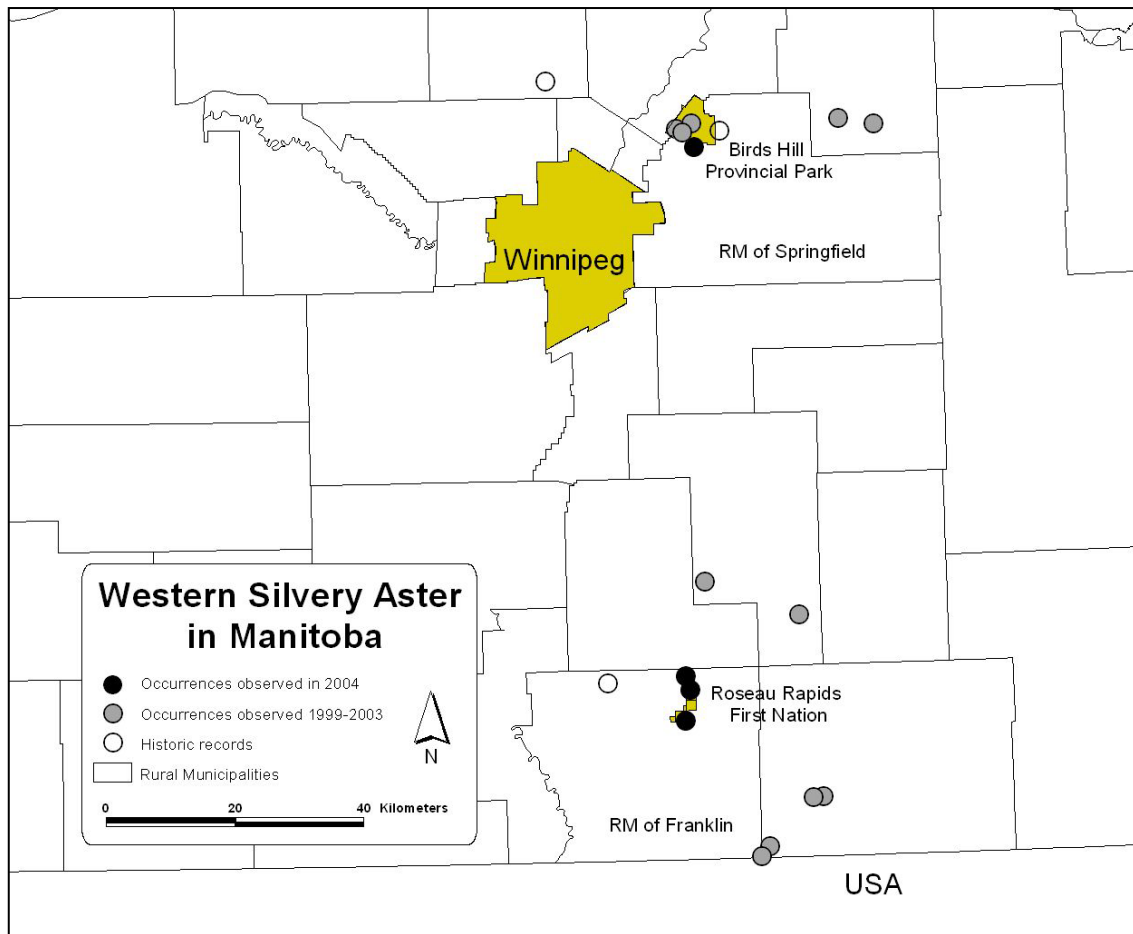 Birds Hill
Provincial Park
Winnipeg
RM of Springfield
Western Silvery Aster
in Manitoba
Occurrences observed in 2004
Occurrences observed 1999-2003
Historic records
Rural Municipalities
N
0 20 40 Kilometers
Roseau Rapids
First Nation
RM of Franklin
USA